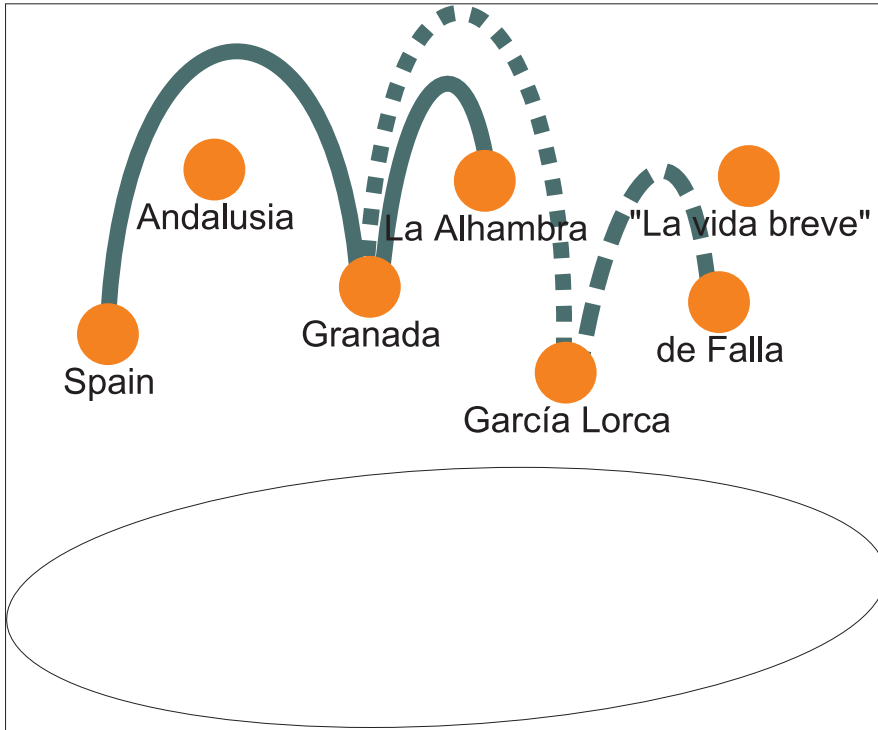 Andalusia
La Alhambra
"La vida breve"
Granada
de Falla
Spain
García Lorca